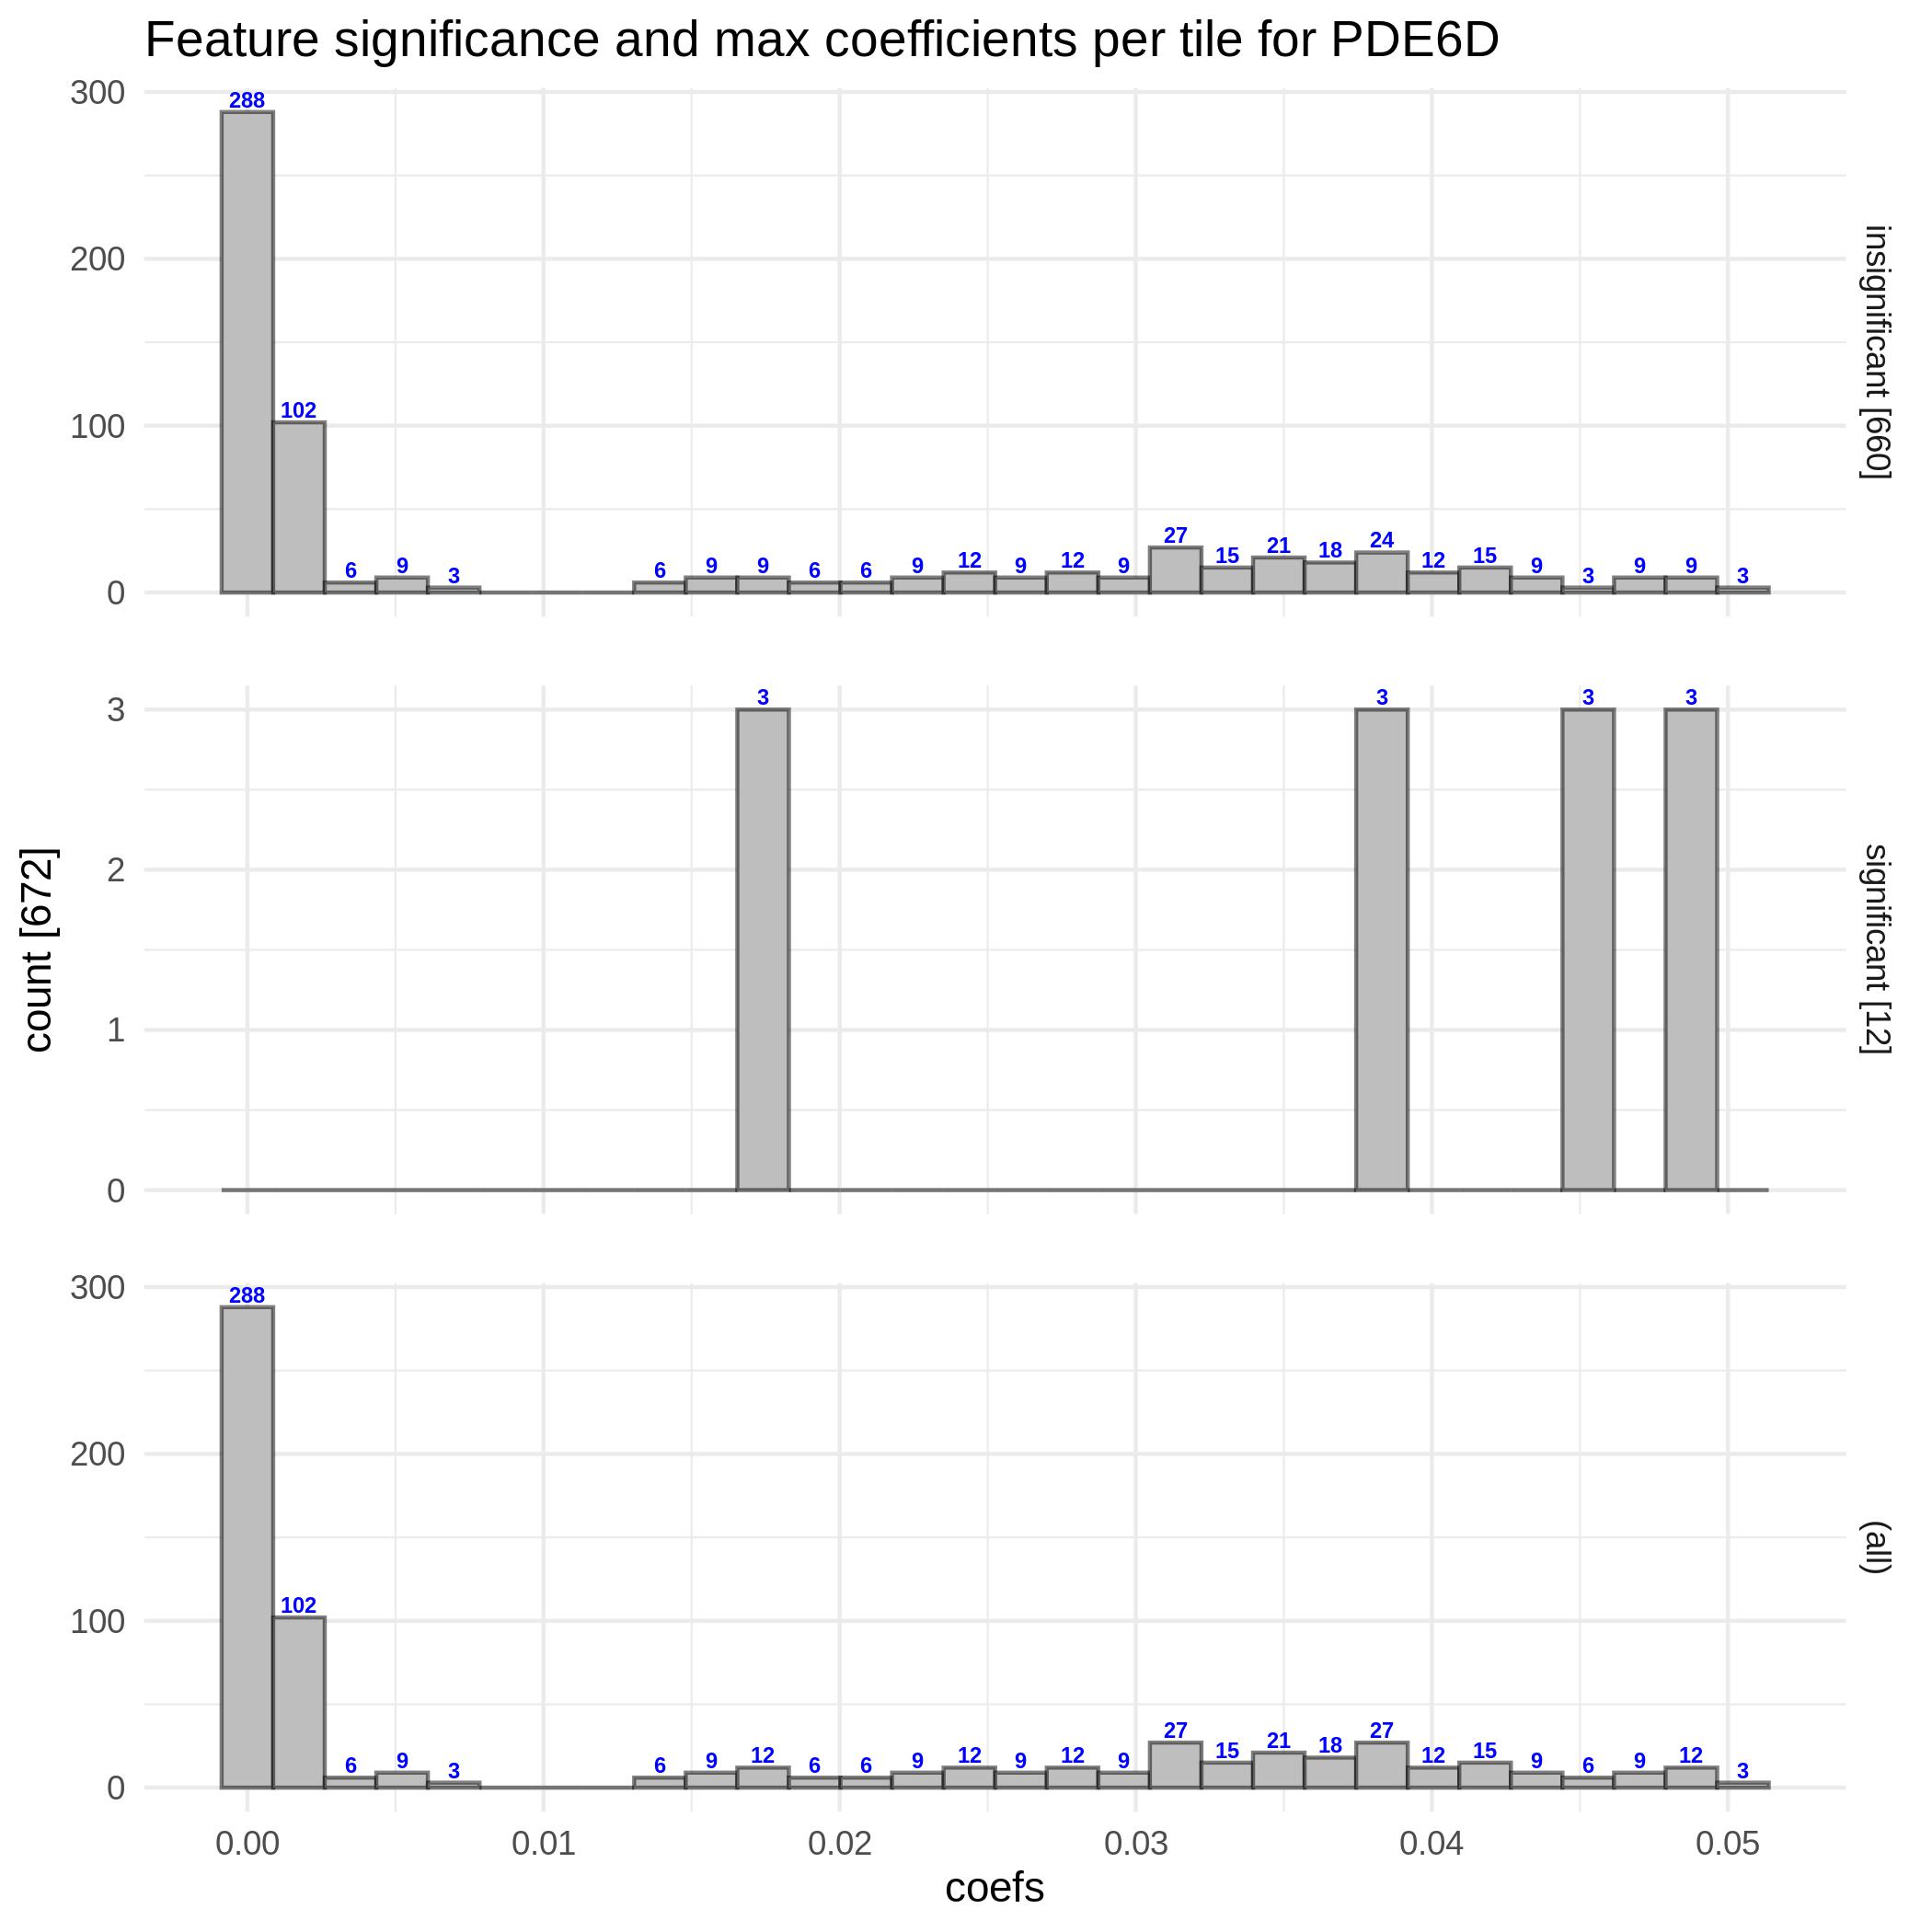 Feature significance and max coefficients per tile for PDE6D
300
200
100
0
288
102
6 9 3 6 9 9 6 6 9 12 9 12 9 27 15 21 18 24 12 15 9 3 9 9 3
insignificant [660]
3
2
1
0
3 3 3 3
significant [12]
count [672]
300
200
100
0
288
102
6 9 3 6 9 12 6 6 9 12 9 12 9 27 15 21 18 27 12 15 9 6 9 12 3
(all)
0.00 0.01 0.02 0.03 0.04 0.05
coefs